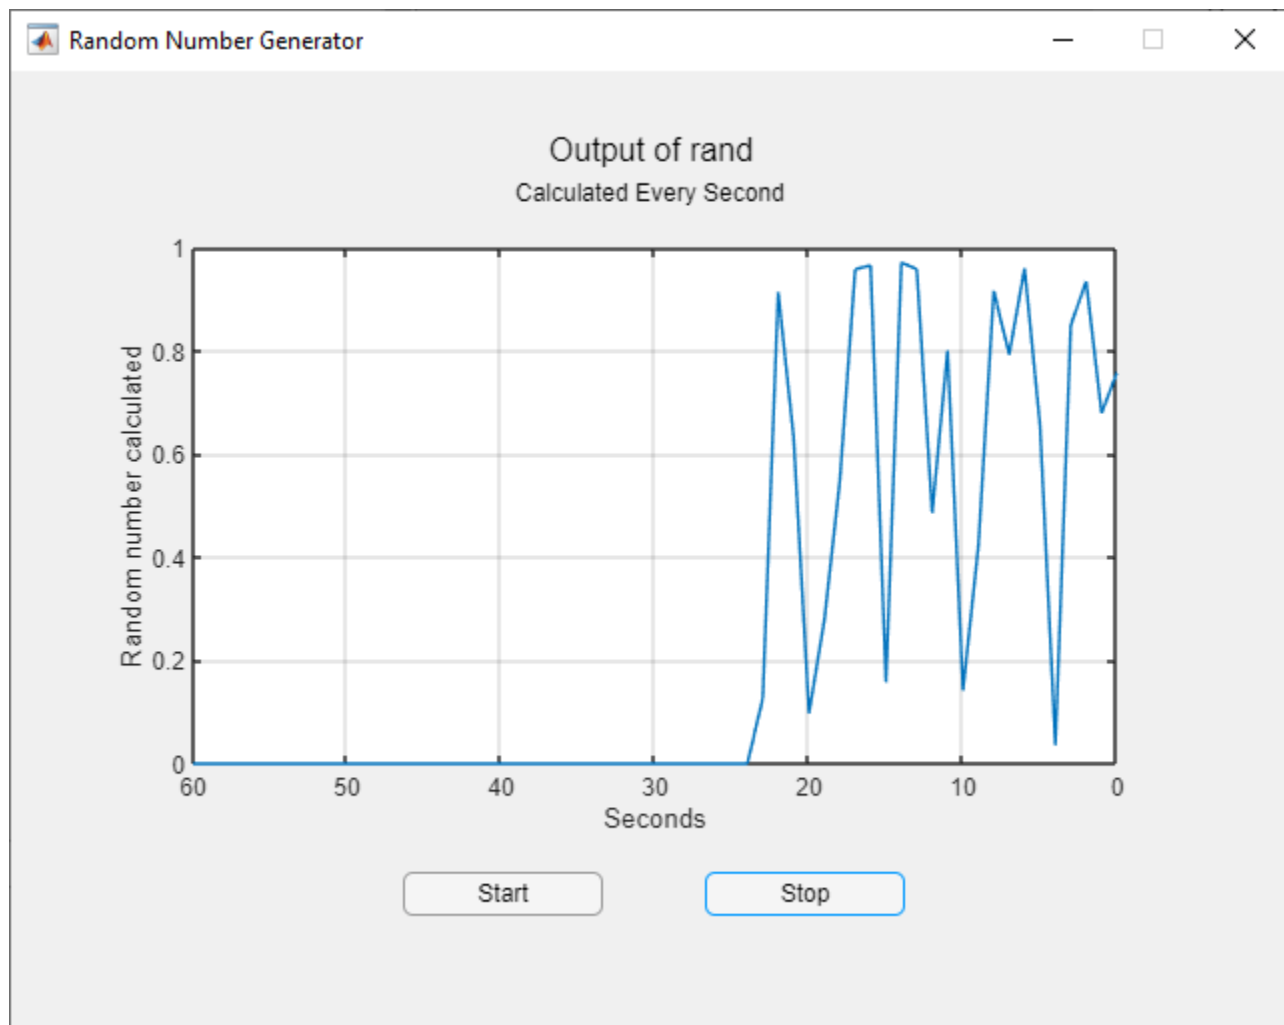 Random Number Generator
Output of rand
Calculated Every Second
Random number calculated
1
0.8
0.6
0.4
0.2
0
60 50 40 30 20 10 0
Seconds
Start Stop